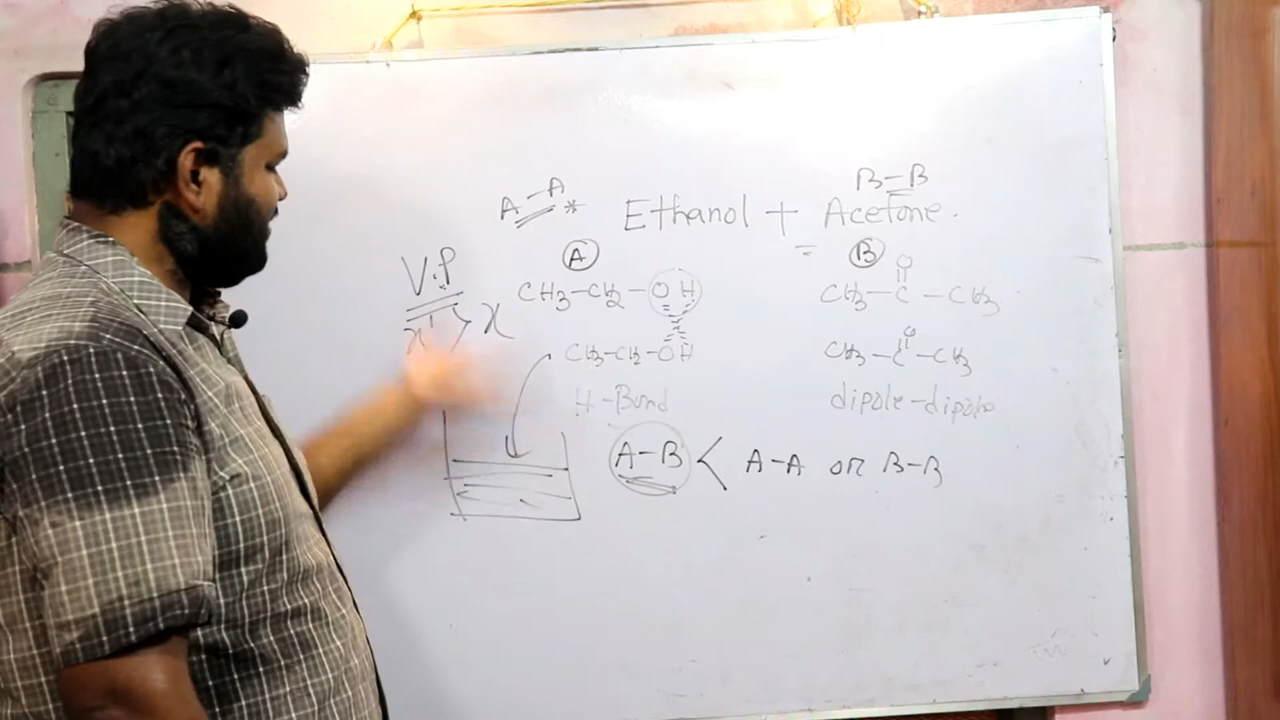 B-B
A-A * Ethanol + Acetone.
A B
V.P
CH3-CH2-OH
O
CH3-C-CH3
x' > x
CH3-CH2-OH
O
CH3-C-CH3
H-Bond dipole-dipole
A-B < A-A or B-B